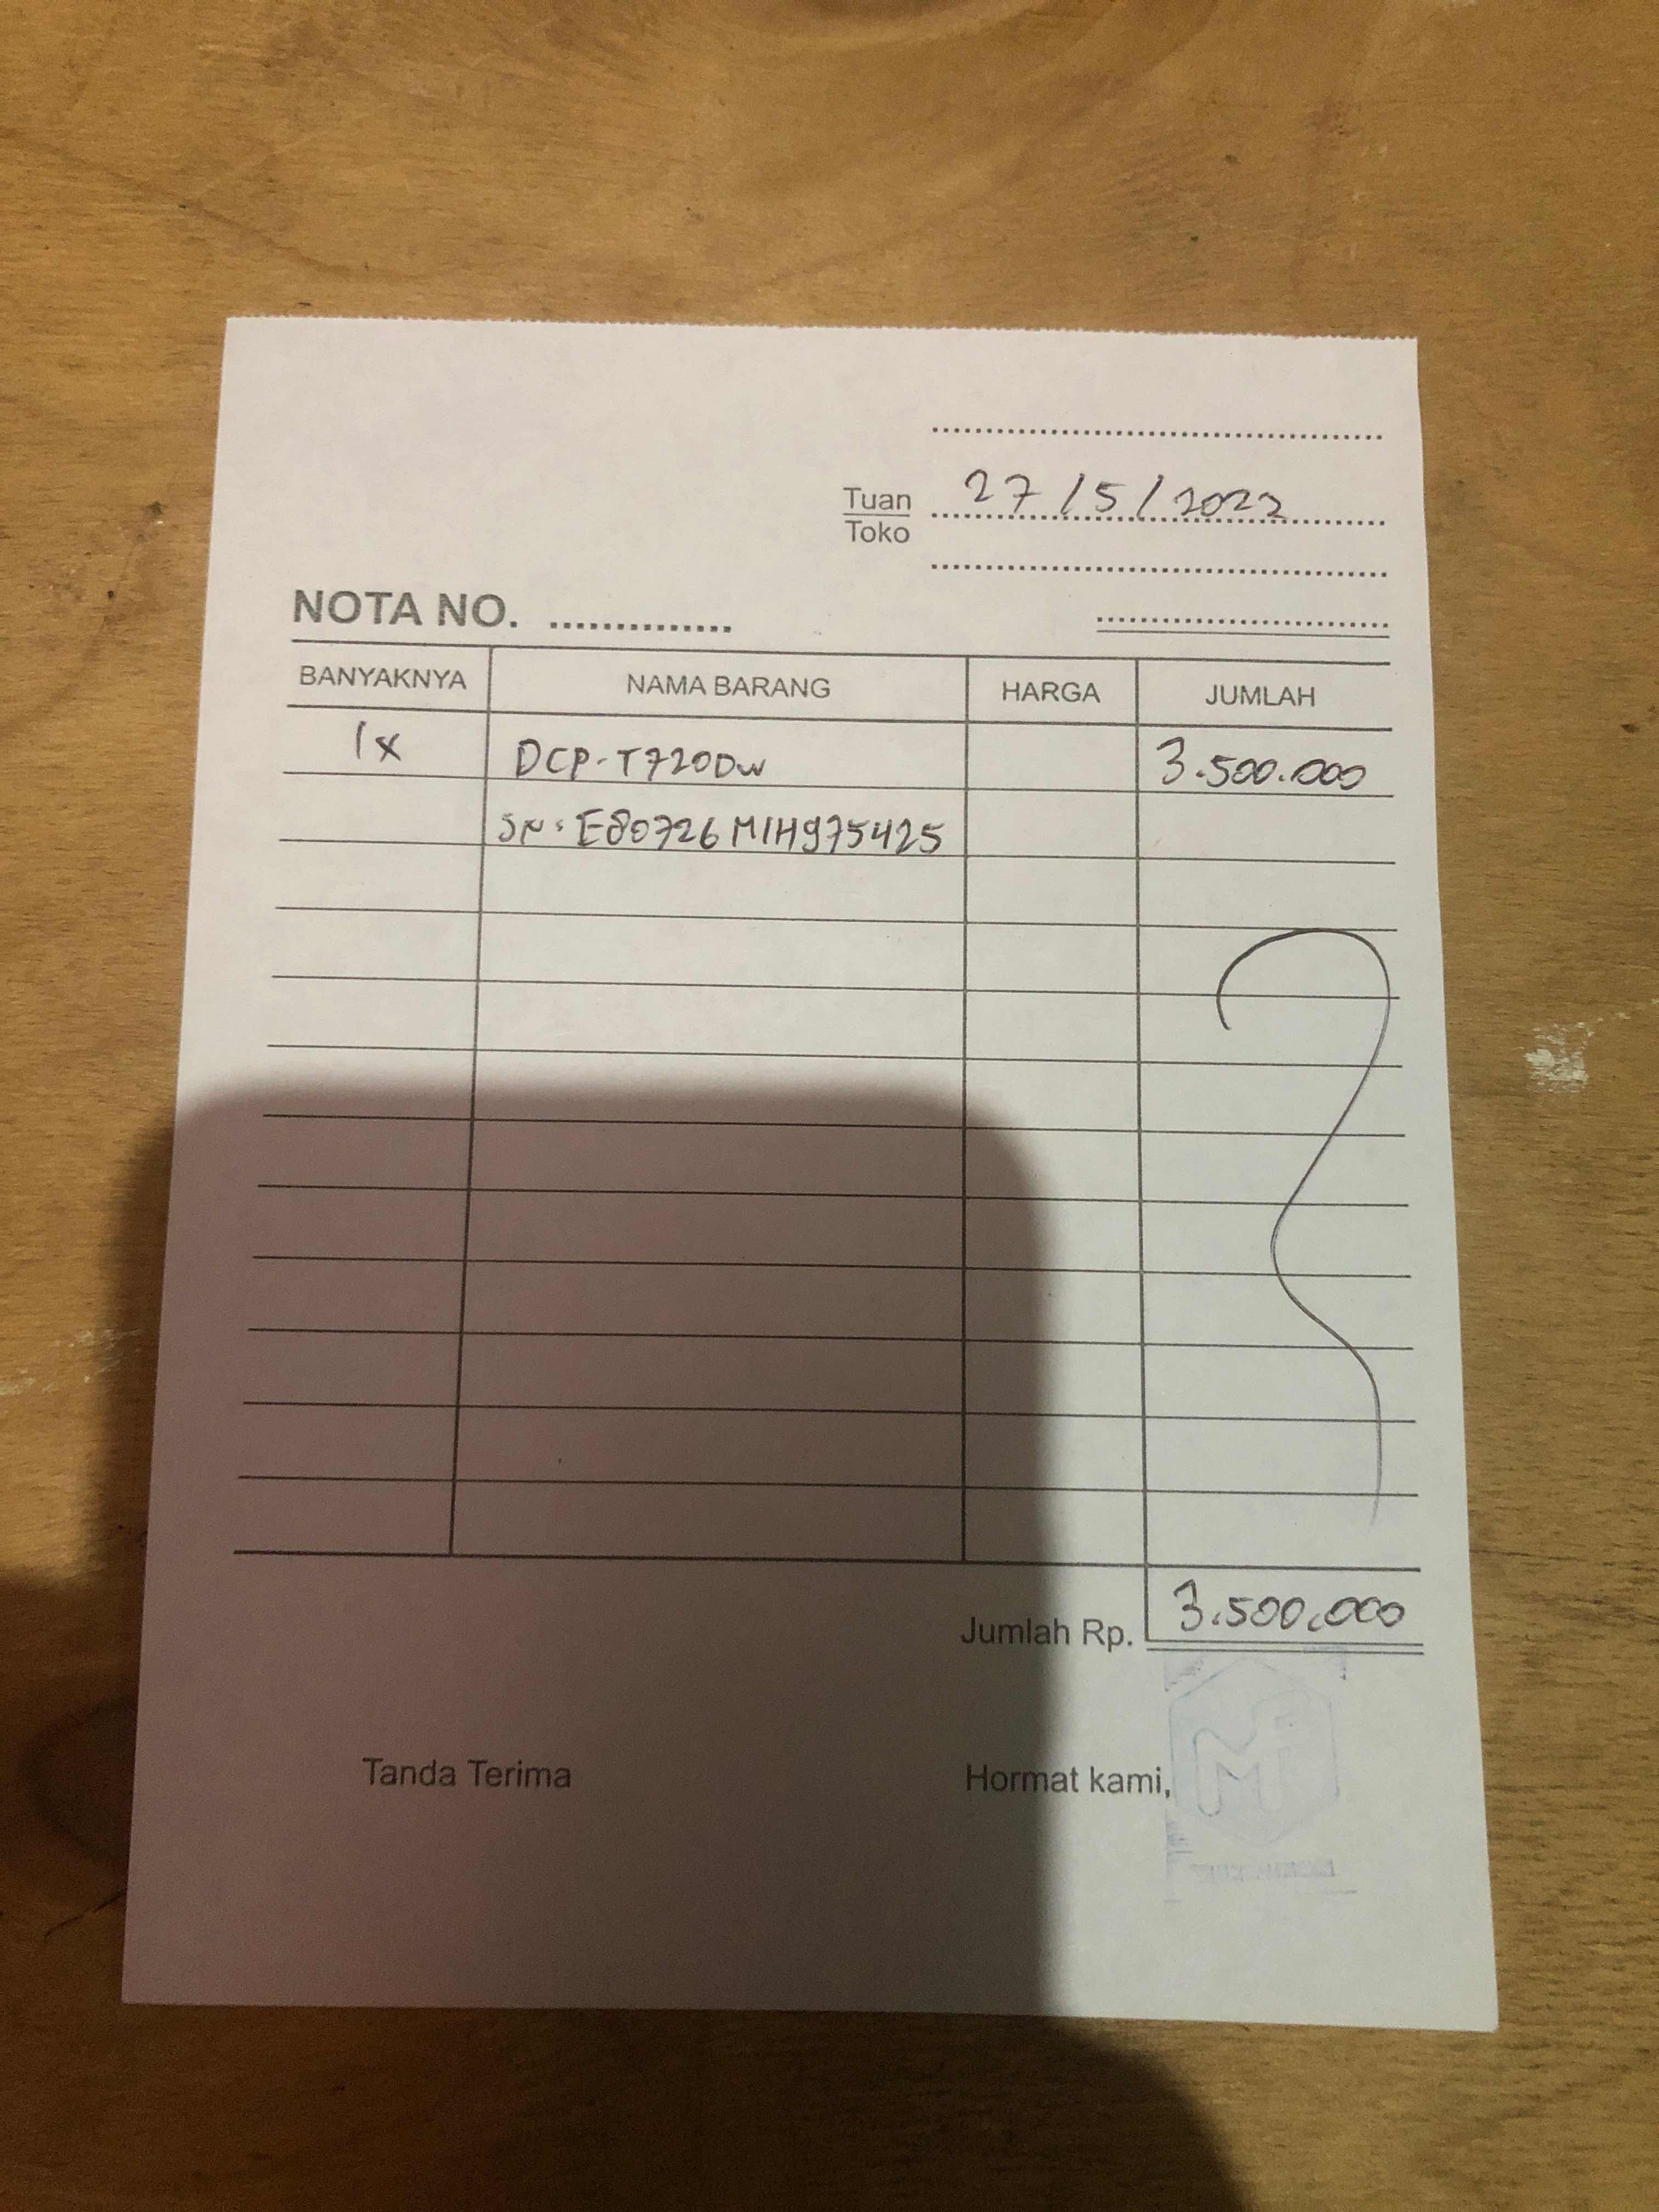 Tuan 27/5/2022
Toko
NOTA NO. ..............
BANYAKNYA NAMA BARANG HARGA JUMLAH
1x DCP-T720DW 3.500.000
SN: E80726M1H975425
Jumlah Rp. 3.500.000
Tanda Terima Hormat kami,